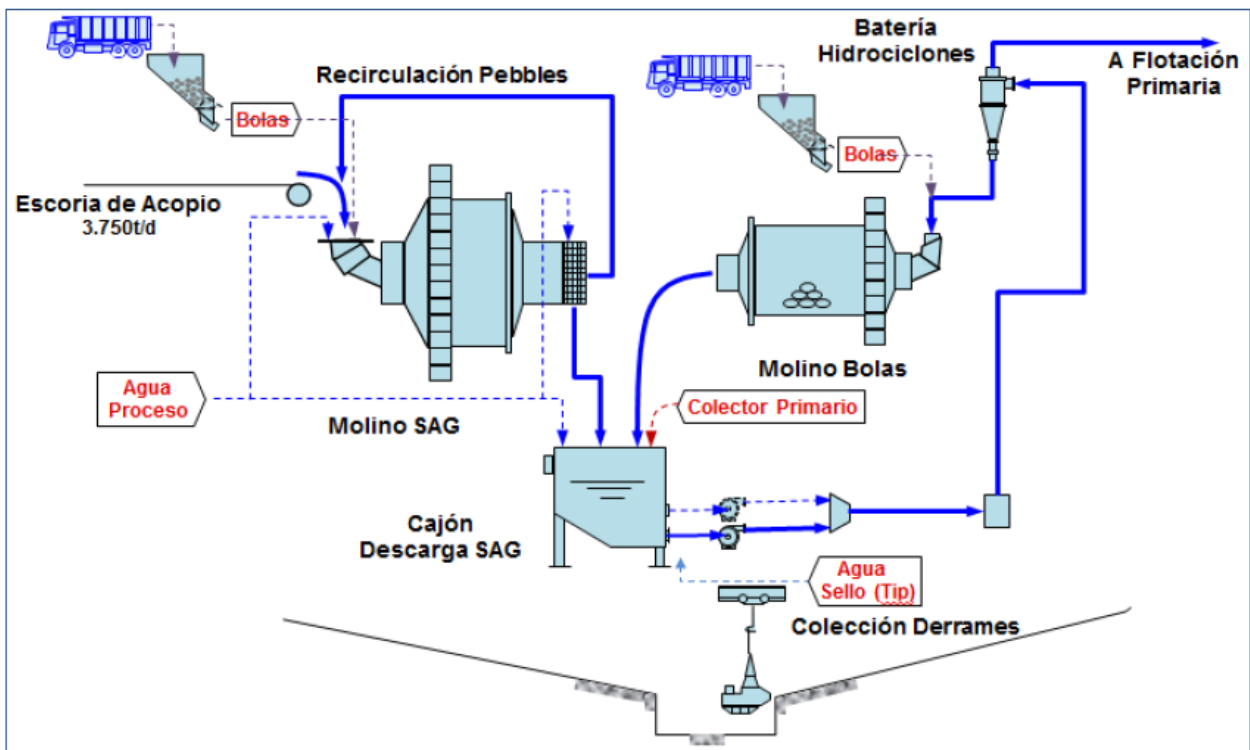 Batería
Hidrociclones
A Flotación
Primaria
Recirculación Pebbles
Bolas
Bolas
Escoria de Acopio
3.750t/d
Molino Bolas
Agua
Proceso
Colector Primario
Molino SAG
Cajón
Descarga SAG
Agua
Sello (Tip)
Colección Derrames